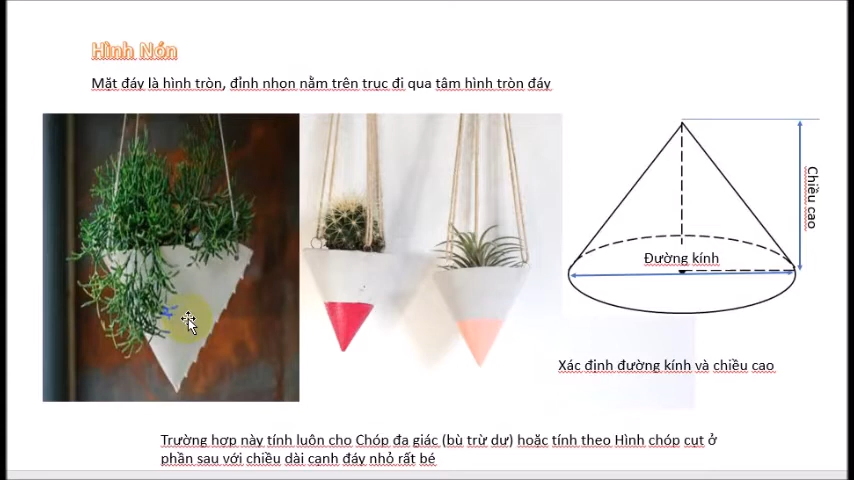 Hình Nón
Mặt đáy là hình tròn, đỉnh nhọn nằm trên trục đi qua tâm hình tròn đáy
Chiều cao
Đường kính
Xác định đường kính và chiều cao
Trường hợp này tính luôn cho Chóp đa giác (bù trừ dư) hoặc tính theo Hình chóp cụt ở
phần sau với chiều dài cạnh đáy nhỏ rất bé